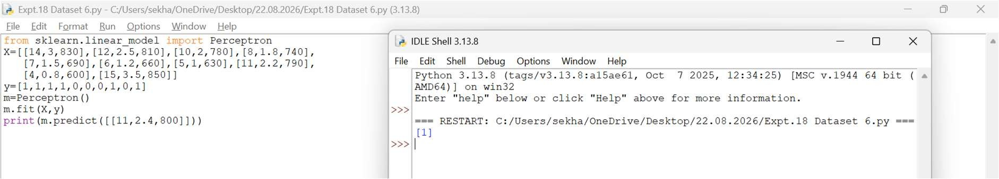 Expt.18 Dataset 6.py - C:/Users/sekha/OneDrive/Desktop/22.08.2026/Expt.18 Dataset 6.py (3.13.8)
File Edit Format Run Options Window Help
from sklearn.linear_model import Perceptron
X=[[14,3,830],[12,2.5,810],[10,2,780],[8,1.8,740],
[7,1.5,690],[6,1.2,660],[5,1,630],[11,2.2,790],
[4,0.8,600],[15,3.5,850]]
y=[1,1,1,1,0,0,0,1,0,1]
m=Perceptron()
m.fit(X,y)
print(m.predict([[11,2.4,800]]))
IDLE Shell 3.13.8
File Edit Shell Debug Options Window Help
Python 3.13.8 (tags/v3.13.8:a15ae61, Oct  7 2025, 12:34:25) [MSC v.1944 64 bit (
AMD64)] on win32
Enter "help" below or click "Help" above for more information.
>>>
=== RESTART: C:/Users/sekha/OneDrive/Desktop/22.08.2026/Expt.18 Dataset 6.py ===
[1]
>>>